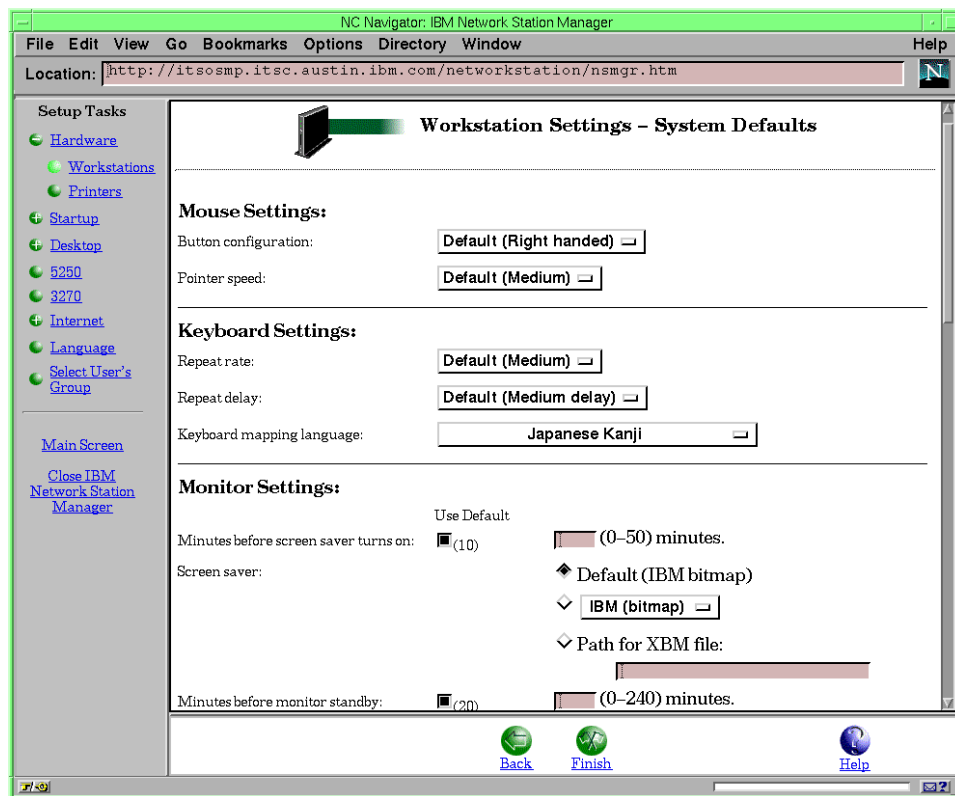 NC Navigator: IBM Network Station Manager
File Edit View Go Bookmarks Options Directory Window Help
Location: http://itsosmp.itsc.austin.ibm.com/networkstation/nsmgr.htm
N
Setup Tasks
Hardware
Workstations
Printers
Startup
Desktop
5250
3270
Internet
Language
Select User's
Group
Main Screen
Close IBM
Network Station
Manager
Workstation Settings – System Defaults
Mouse Settings:
Button configuration: Default (Right handed)
Pointer speed: Default (Medium)
Keyboard Settings:
Repeat rate: Default (Medium)
Repeat delay: Default (Medium delay)
Keyboard mapping language: Japanese Kanji
Monitor Settings:
Use Default
Minutes before screen saver turns on: (10) (0–50) minutes.
Screen saver: Default (IBM bitmap)
IBM (bitmap)
Path for XBM file:
Minutes before monitor standby: (20) (0–240) minutes.
Back Finish Help